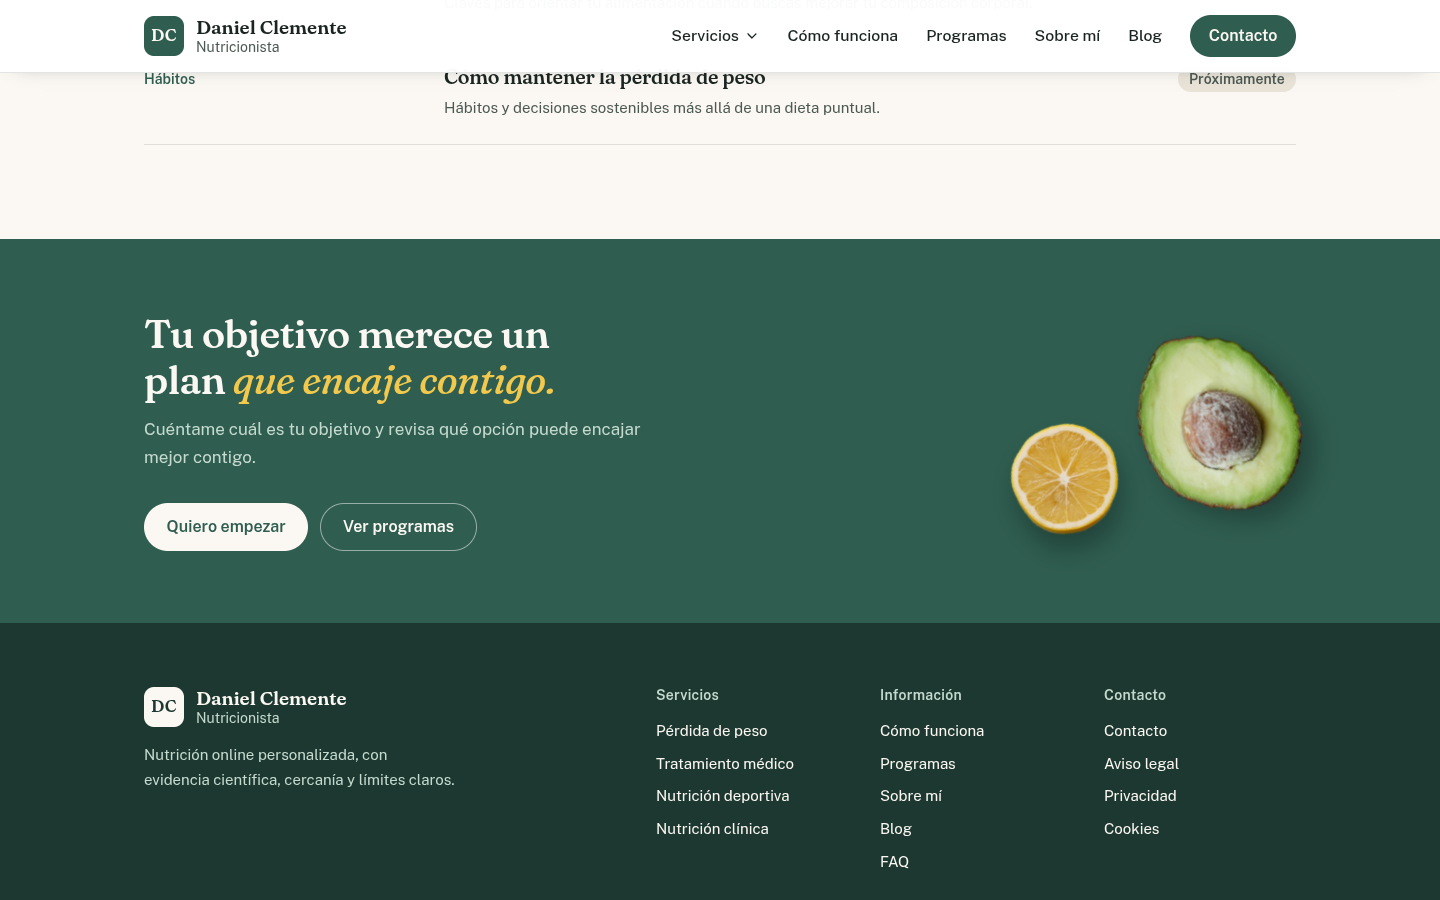 DC
Daniel Clemente
Nutricionista
Servicios
Cómo funciona
Programas
Sobre mí
Blog
Contacto
Hábitos
Cómo mantener la pérdida de peso
Próximamente
Hábitos y decisiones sostenibles más allá de una dieta puntual.
Tu objetivo merece un
plan que encaje contigo.
Cuéntame cuál es tu objetivo y revisa qué opción puede encajar
mejor contigo.
Quiero empezar
Ver programas
DC
Daniel Clemente
Nutricionista
Nutrición online personalizada, con
evidencia científica, cercanía y límites claros.
Servicios
Pérdida de peso
Tratamiento médico
Nutrición deportiva
Nutrición clínica
Información
Cómo funciona
Programas
Sobre mí
Blog
FAQ
Contacto
Contacto
Aviso legal
Privacidad
Cookies